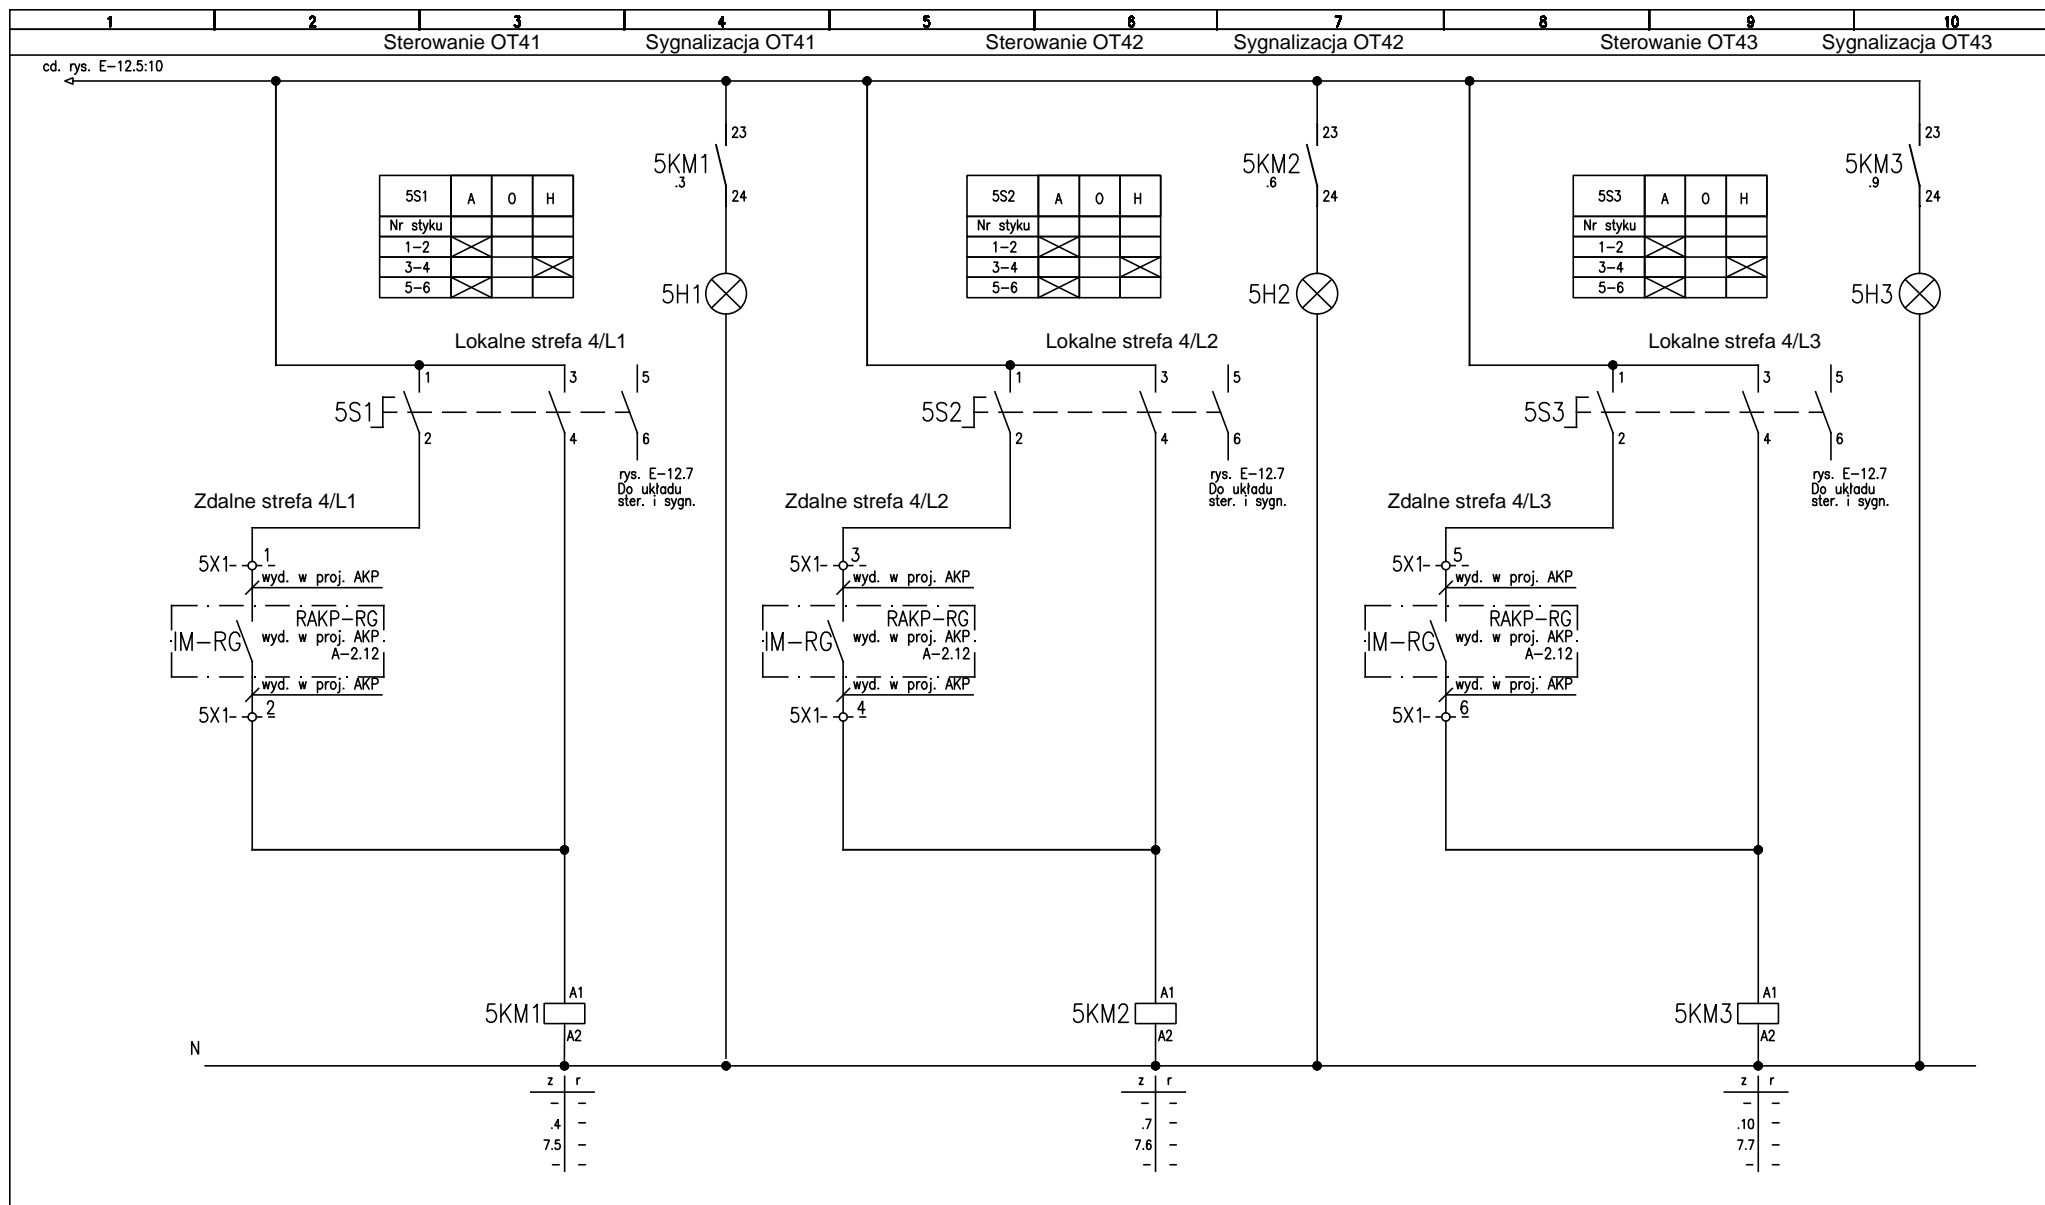 1 2 3 4 5 6 7 8 9 10
Sterowanie OT41 Sygnalizacja OT41 Sterowanie OT42 Sygnalizacja OT42 Sterowanie OT43 Sygnalizacja OT43
cd. rys. E-12.5:10
23 23 23
5KM1 5KM2 5KM3
.3 .6 .9
24 24 24
5S1 A O H 5S2 A O H 5S3 A O H
Nr styku Nr styku Nr styku
1-2 1-2 1-2
3-4 3-4 3-4
5-6 5-6 5-6
5H1 5H2 5H3
Lokalne strefa 4/L1 Lokalne strefa 4/L2 Lokalne strefa 4/L3
1 3 5 1 3 5 1 3 5
5S1 5S2 5S3
2 4 6 2 4 6 2 4 6
rys. E-12.7 rys. E-12.7 rys. E-12.7
Do układu Do układu Do układu
ster. i sygn. ster. i sygn. ster. i sygn.
Zdalne strefa 4/L1 Zdalne strefa 4/L2 Zdalne strefa 4/L3
5X1 1 5X1 3 5X1 5
wyd. w proj. AKP wyd. w proj. AKP wyd. w proj. AKP
RAKP-RG RAKP-RG RAKP-RG
IM-RG wyd. w proj. AKP IM-RG wyd. w proj. AKP IM-RG wyd. w proj. AKP
A-2.12 A-2.12 A-2.12
wyd. w proj. AKP wyd. w proj. AKP wyd. w proj. AKP
5X1 2 5X1 4 5X1 6
A1 A1 A1
5KM1 5KM2 5KM3
A2 A2 A2
N
z r z r z r
- - - - - -
.4 - .7 - .10 -
7.5 - 7.6 - 7.7 -
- - - - - -